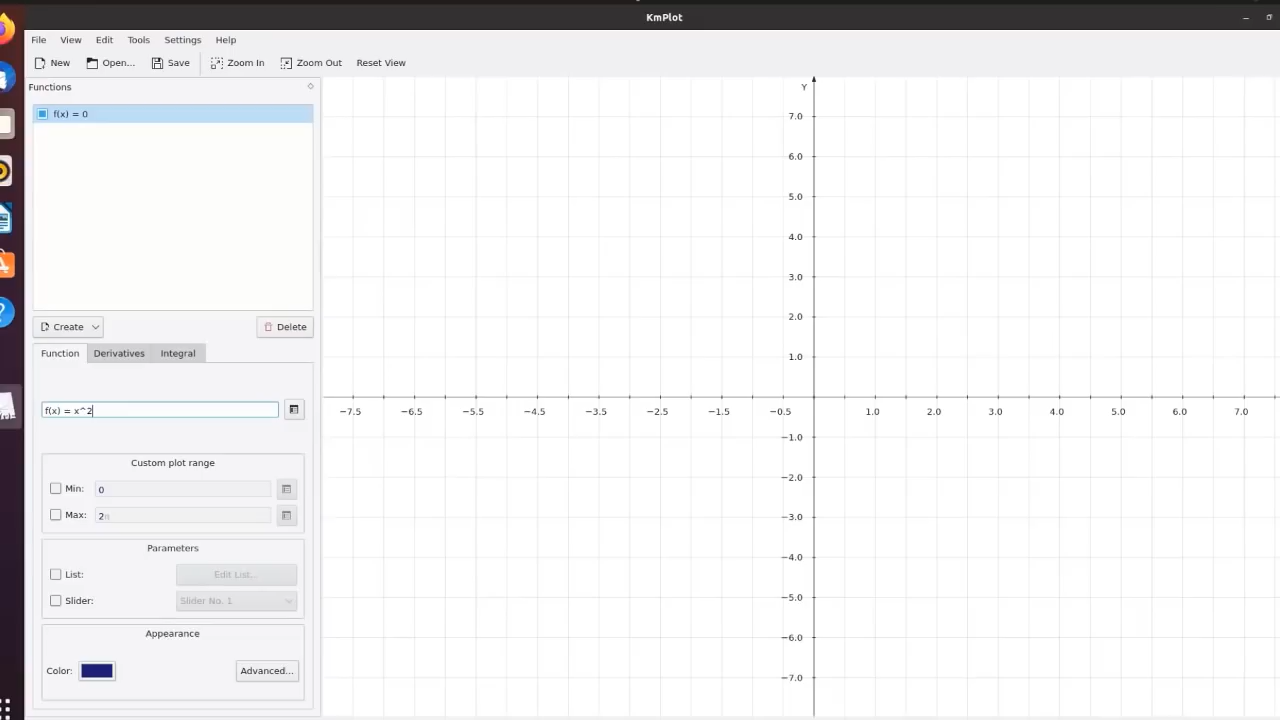 KmPlot
File View Edit Tools Settings Help
New Open... Save Zoom In Zoom Out Reset View
Functions
f(x) = 0
Create Delete
Function Derivatives Integral
f(x) = x^2
Custom plot range
Min: 0
Max: 2π
Parameters
List: Edit List...
Slider: Slider No. 1
Appearance
Color: Advanced...
Y
7.0
6.0
5.0
4.0
3.0
2.0
1.0
−7.5 −6.5 −5.5 −4.5 −3.5 −2.5 −1.5 −0.5 1.0 2.0 3.0 4.0 5.0 6.0 7.0
−1.0
−2.0
−3.0
−4.0
−5.0
−6.0
−7.0